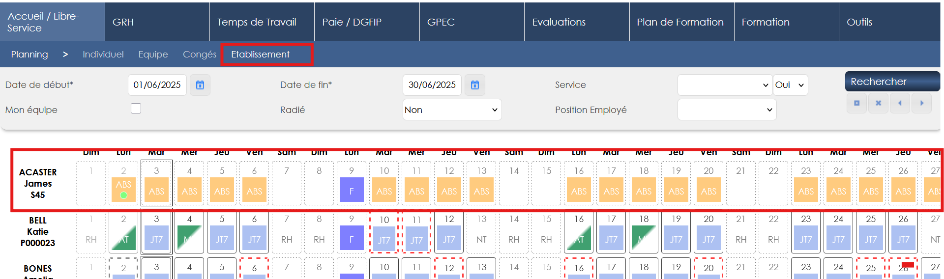 Accueil / Libre Service GRH Temps de Travail Paie / DGFIP GPEC Evaluations Plan de Formation Formation Outils
Planning > Individuel Equipe Congés Etablissement
Date de début* 01/06/2025 Date de fin* 30/06/2025 Service Oui Rechercher
Mon équipe Radié Non Position Employé
Dim Lun Mar Mer Jeu Ven Sam Dim Lun Mar Mer Jeu Ven Sam Dim Lun Mar Mer Jeu Ven Sam Dim Lun Mar Mer Jeu Ven
ACASTER James S45
1 2 3 4 5 6 7 8 9 10 11 12 13 14 15 16 17 18 19 20 21 22 23 24 25 26 27
ABS ABS ABS ABS ABS F ABS ABS ABS ABS ABS ABS ABS ABS ABS ABS ABS ABS ABS ABS
BELL Katie P000023
1 2 3 4 5 6 7 8 9 10 11 12 13 14 15 16 17 18 19 20 21 22 23 24 25 26 27
RH JT7 JT7 JT7 RH RH F JT7 JT7 JT7 NT RH RH JT7 JT7 JT7 RH RH JT7 JT7 JT7 JT7 NT
BONES
1 2 3 4 5 6 7 8 9 10 11 12 13 14 15 16 17 18 19 20 21 22 23 24 25 27